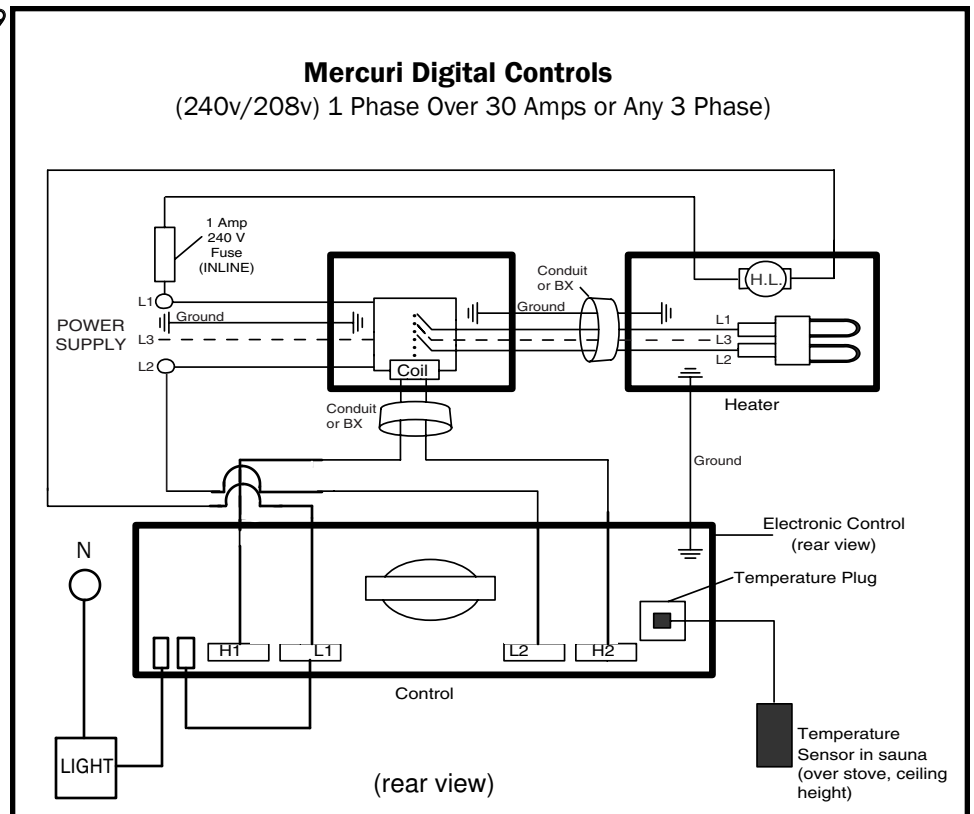 Mercuri Digital Controls
(240v/208v) 1 Phase Over 30 Amps or Any 3 Phase)
1 Amp
240 V
Fuse
(INLINE)
Conduit
or BX
H.L.
L1
Ground
Ground
L1
POWER
SUPPLY
L3
L3
L2
L2
Coil
Heater
Conduit
or BX
Ground
Electronic Control
(rear view)
N
Temperature Plug
H1
L1
L2
H2
Control
LIGHT
(rear view)
Temperature
Sensor in sauna
(over stove, ceiling
height)